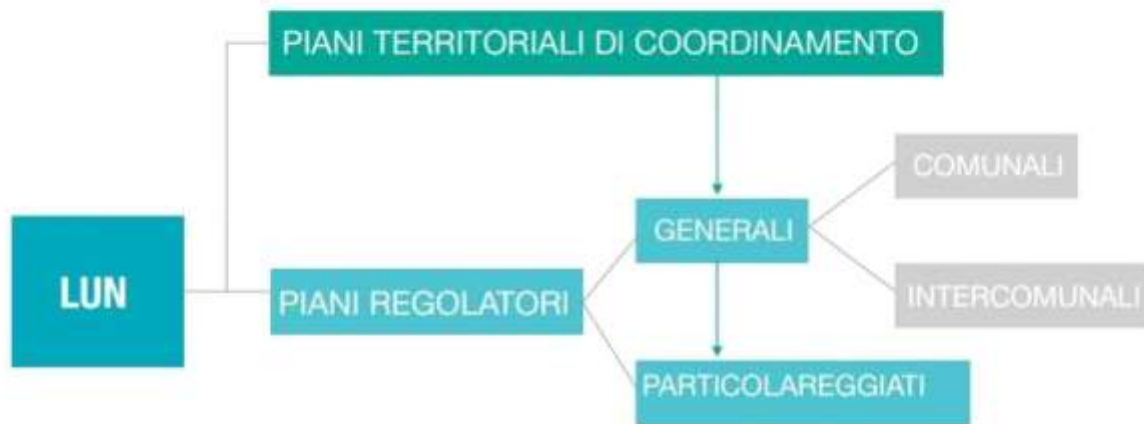 PIANI TERRITORIALI DI COORDINAMENTO
COMUNALI
GENERALI
LUN
PIANI REGOLATORI
INTERCOMUNALI
PARTICOLAREGGIATI